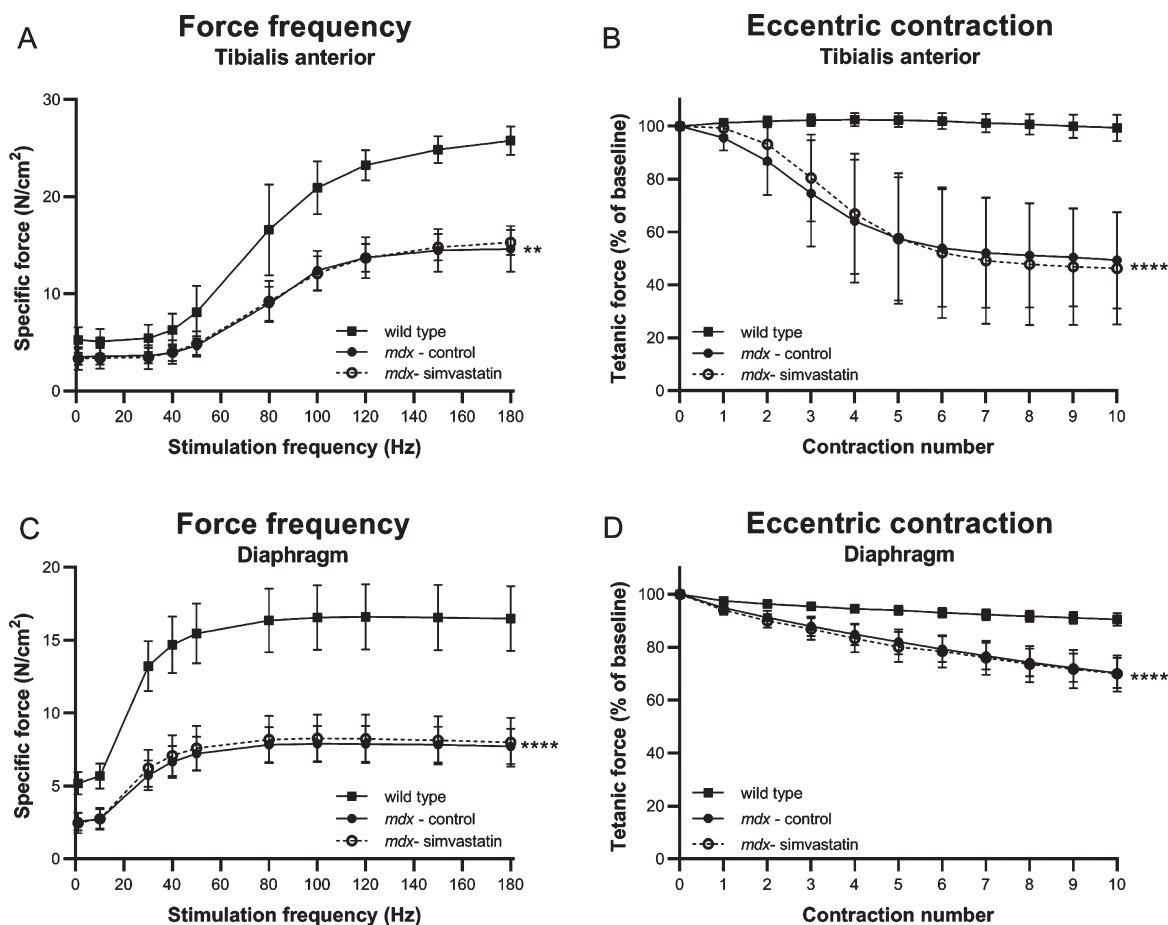 A
Force frequency
Tibialis anterior
Specific force (N/cm²)
30
20
10
0
wild type
mdx - control
mdx- simvastatin
**
0 20 40 60 80 100 120 140 160 180
Stimulation frequency (Hz)
B
Eccentric contraction
Tibialis anterior
Tetanic force (% of baseline)
100
80
60
40
20
0
wild type
mdx - control
mdx- simvastatin
****
0 1 2 3 4 5 6 7 8 9 10
Contraction number
C
Force frequency
Diaphragm
Specific force (N/cm²)
20
15
10
5
0
wild type
mdx - control
mdx- simvastatin
****
0 20 40 60 80 100 120 140 160 180
Stimulation frequency (Hz)
D
Eccentric contraction
Diaphragm
Tetanic force (% of baseline)
100
80
60
40
20
0
wild type
mdx - control
mdx- simvastatin
****
0 1 2 3 4 5 6 7 8 9 10
Contraction number